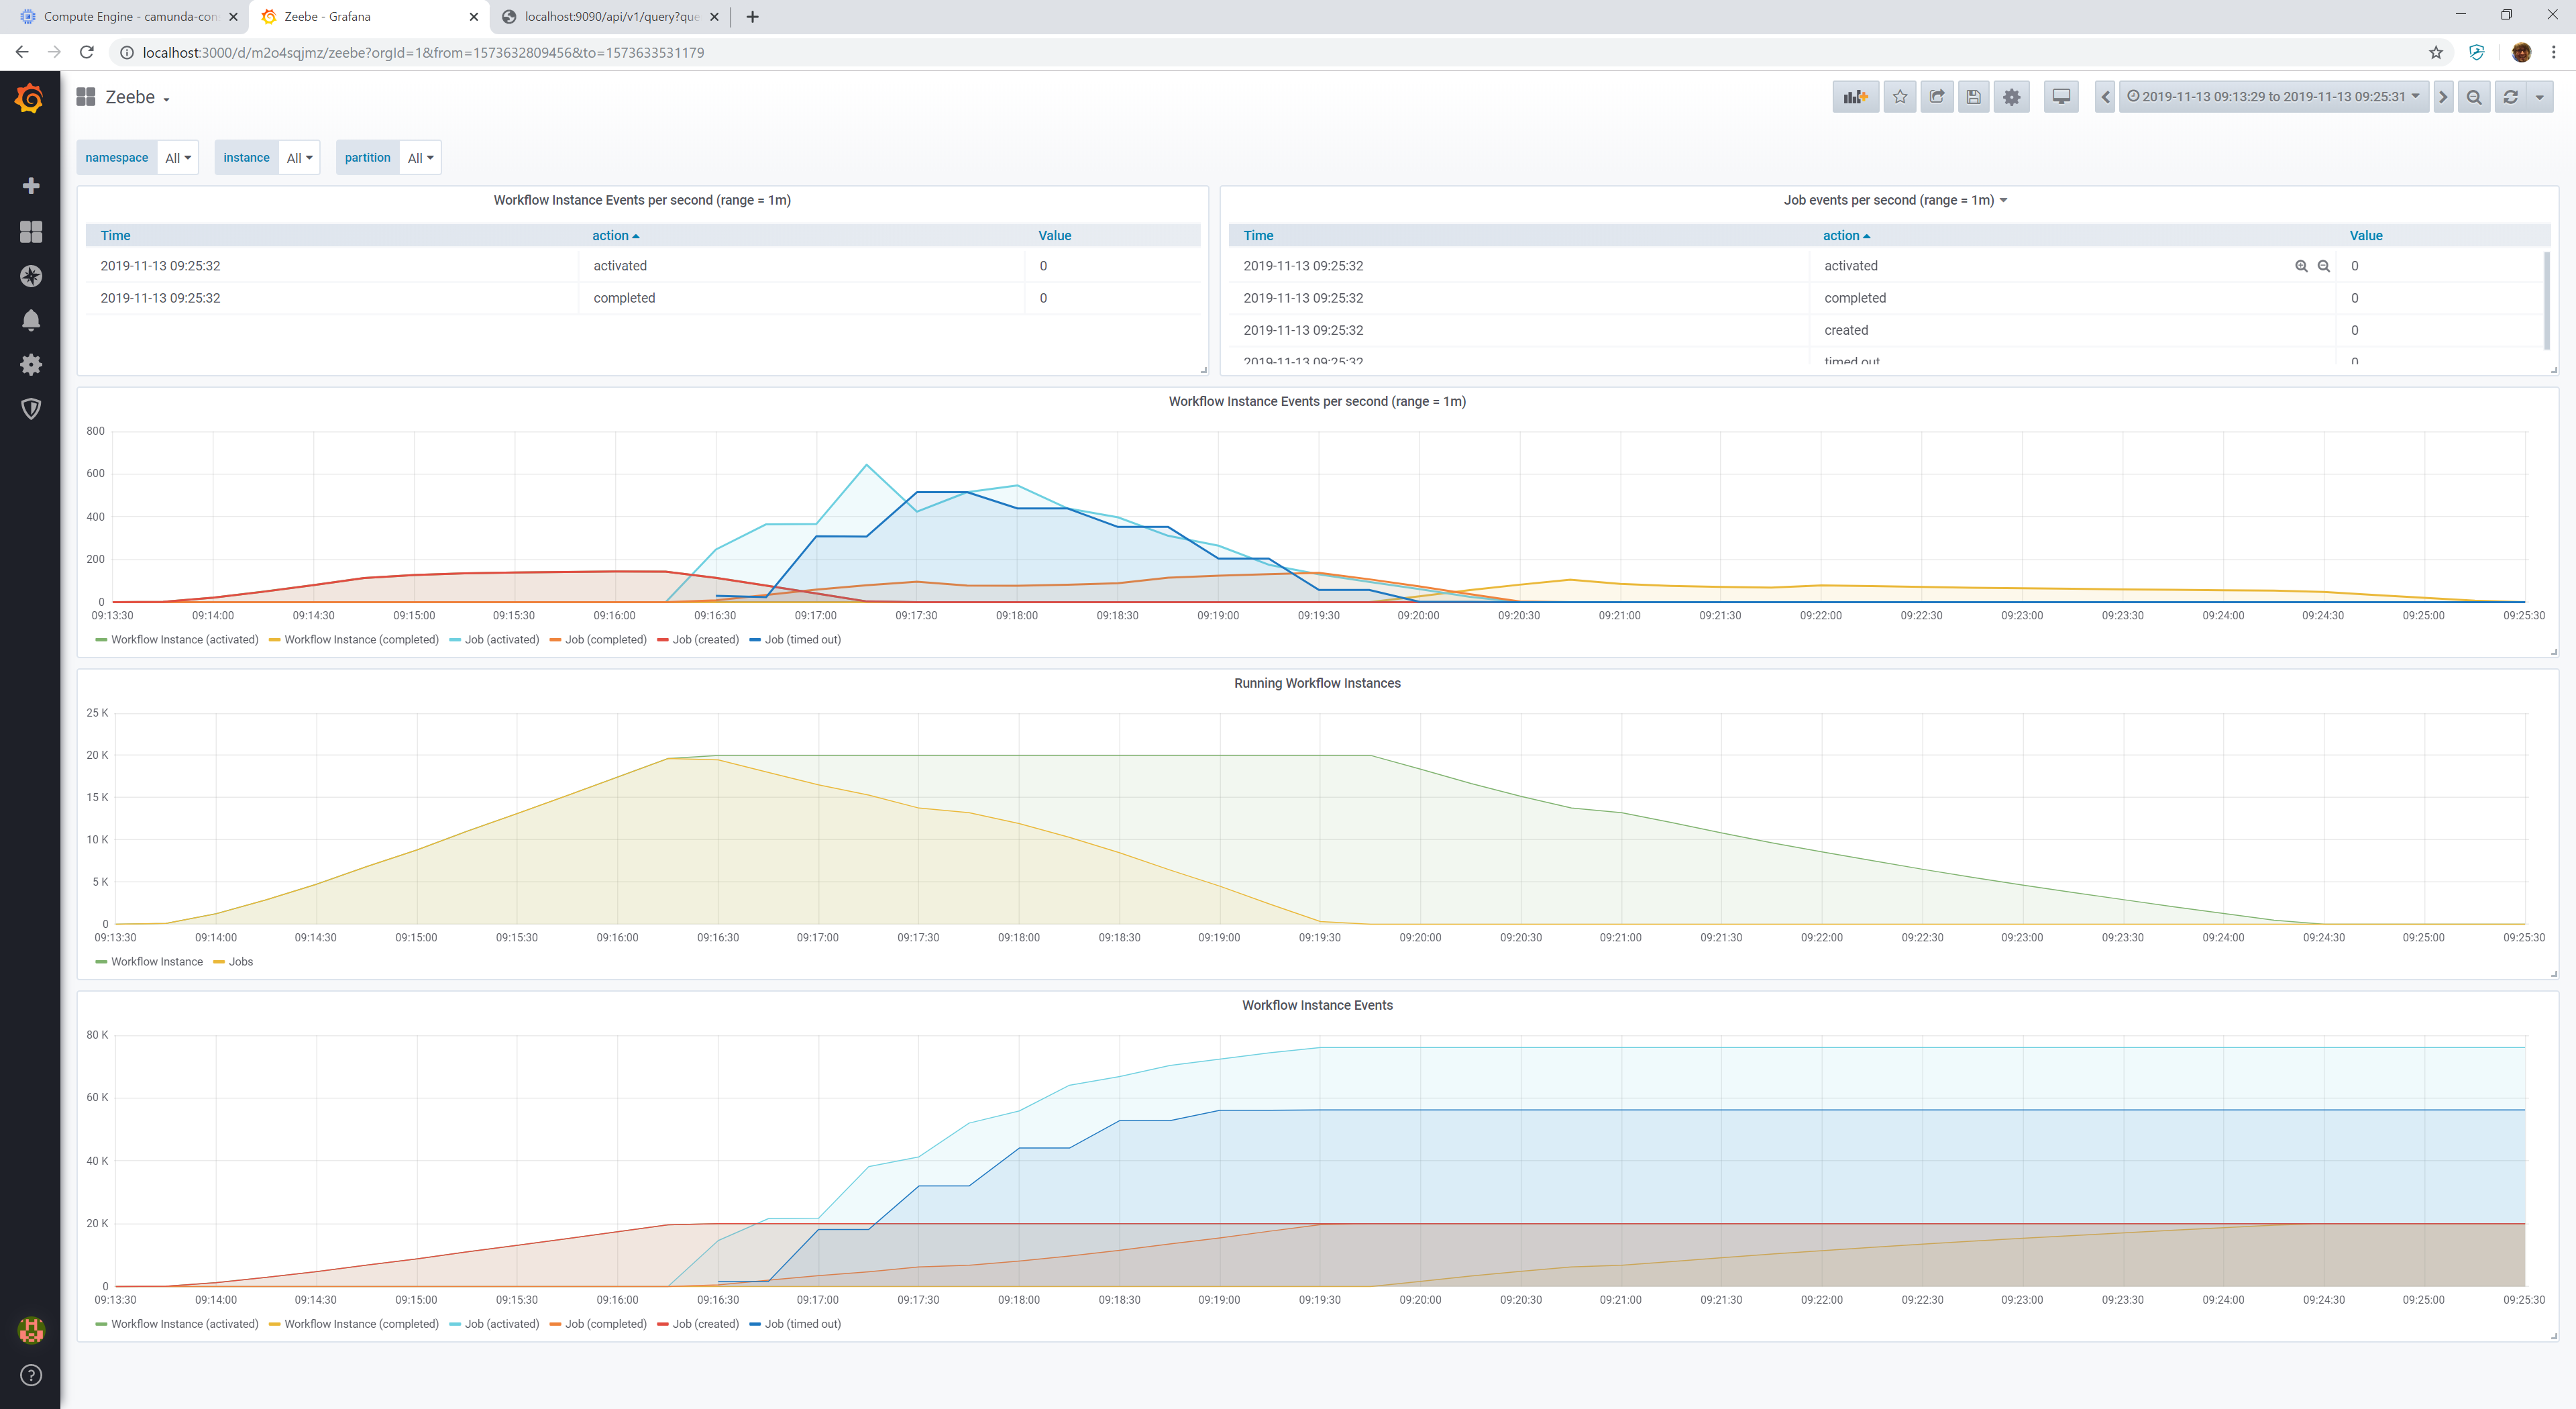 Compute Engine - camunda-con
Zeebe - Grafana
localhost:9090/api/v1/query?que
localhost:3000/d/m2o4sqjmz/zeebe?orgId=1&from=1573632809456&to=1573633531179
Zeebe
2019-11-13 09:13:29 to 2019-11-13 09:25:31
namespace All instance All partition All
Workflow Instance Events per second (range = 1m)
Time action Value
2019-11-13 09:25:32 activated 0
2019-11-13 09:25:32 completed 0
Job events per second (range = 1m)
Time action Value
2019-11-13 09:25:32 activated 0
2019-11-13 09:25:32 completed 0
2019-11-13 09:25:32 created 0
2019-11-13 09:25:32 timed out 0
Workflow Instance Events per second (range = 1m)
800
600
400
200
0
09:13:30 09:14:00 09:14:30 09:15:00 09:15:30 09:16:00 09:16:30 09:17:00 09:17:30 09:18:00 09:18:30 09:19:00 09:19:30 09:20:00 09:20:30 09:21:00 09:21:30 09:22:00 09:22:30 09:23:00 09:23:30 09:24:00 09:24:30 09:25:00 09:25:30
Workflow Instance (activated) Workflow Instance (completed) Job (activated) Job (completed) Job (created) Job (timed out)
Running Workflow Instances
25 K
20 K
15 K
10 K
5 K
0
09:13:30 09:14:00 09:14:30 09:15:00 09:15:30 09:16:00 09:16:30 09:17:00 09:17:30 09:18:00 09:18:30 09:19:00 09:19:30 09:20:00 09:20:30 09:21:00 09:21:30 09:22:00 09:22:30 09:23:00 09:23:30 09:24:00 09:24:30 09:25:00 09:25:30
Workflow Instance Jobs
Workflow Instance Events
80 K
60 K
40 K
20 K
0
09:13:30 09:14:00 09:14:30 09:15:00 09:15:30 09:16:00 09:16:30 09:17:00 09:17:30 09:18:00 09:18:30 09:19:00 09:19:30 09:20:00 09:20:30 09:21:00 09:21:30 09:22:00 09:22:30 09:23:00 09:23:30 09:24:00 09:24:30 09:25:00 09:25:30
Workflow Instance (activated) Workflow Instance (completed) Job (activated) Job (completed) Job (created) Job (timed out)